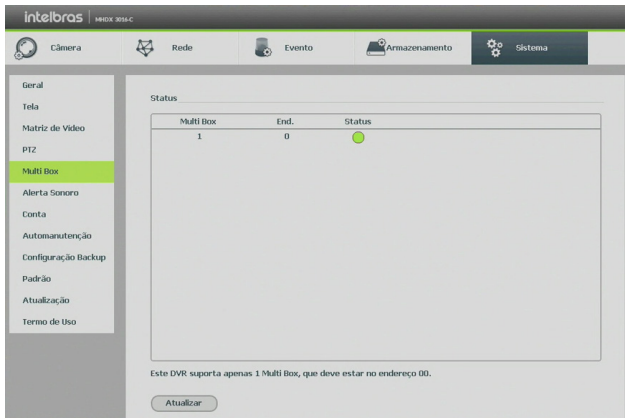 intelbras | MHDX 3016-C
Câmera
Rede
Evento
Armazenamento
Sistema
Geral
Tela
Matriz de Vídeo
PTZ
Multi Box
Alerta Sonoro
Conta
Automanutenção
Configuração Backup
Padrão
Atualização
Termo de Uso
Status
Multi Box End. Status
1 0
Este DVR suporta apenas 1 Multi Box, que deve estar no endereço 00.
Atualizar